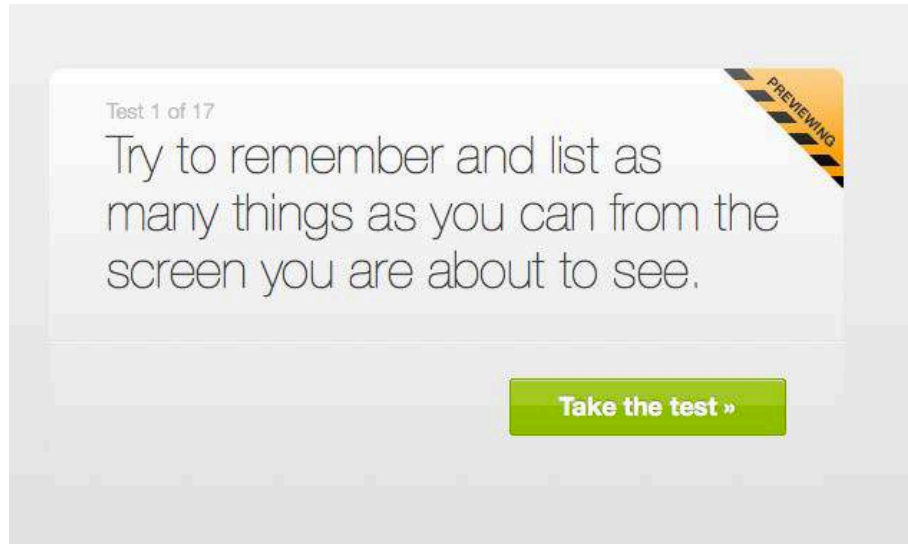 Test 1 of 17
PREVIEWING
Try to remember and list as
many things as you can from the
screen you are about to see.
Take the test »